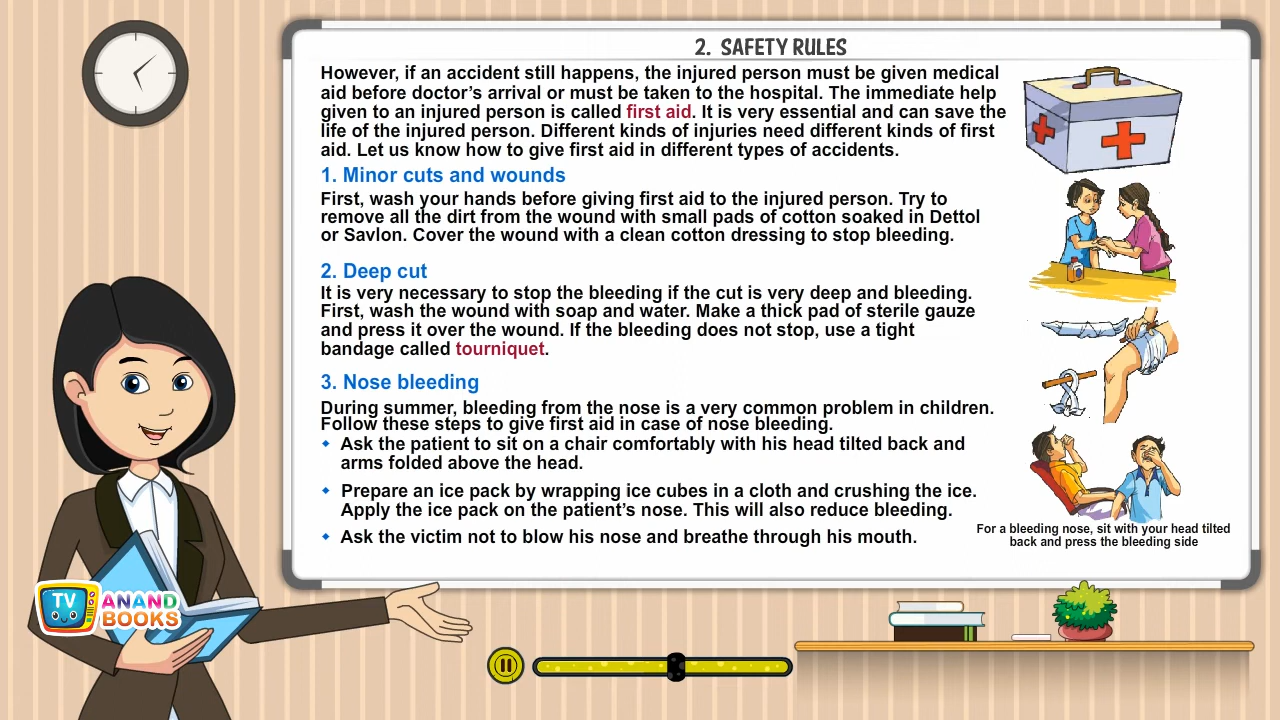 2. SAFETY RULES
However, if an accident still happens, the injured person must be given medical
aid before doctor's arrival or must be taken to the hospital. The immediate help
given to an injured person is called first aid. It is very essential and can save the
life of the injured person. Different kinds of injuries need different kinds of first
aid. Let us know how to give first aid in different types of accidents.
1. Minor cuts and wounds
First, wash your hands before giving first aid to the injured person. Try to
remove all the dirt from the wound with small pads of cotton soaked in Dettol
or Savlon. Cover the wound with a clean cotton dressing to stop bleeding.
2. Deep cut
It is very necessary to stop the bleeding if the cut is very deep and bleeding.
First, wash the wound with soap and water. Make a thick pad of sterile gauze
and press it over the wound. If the bleeding does not stop, use a tight
bandage called tourniquet.
3. Nose bleeding
During summer, bleeding from the nose is a very common problem in children.
Follow these steps to give first aid in case of nose bleeding.
Ask the patient to sit on a chair comfortably with his head tilted back and
arms folded above the head.
Prepare an ice pack by wrapping ice cubes in a cloth and crushing the ice.
Apply the ice pack on the patient's nose. This will also reduce bleeding.
Ask the victim not to blow his nose and breathe through his mouth.
For a bleeding nose, sit with your head tilted
back and press the bleeding side
TV
ANAND
BOOKS